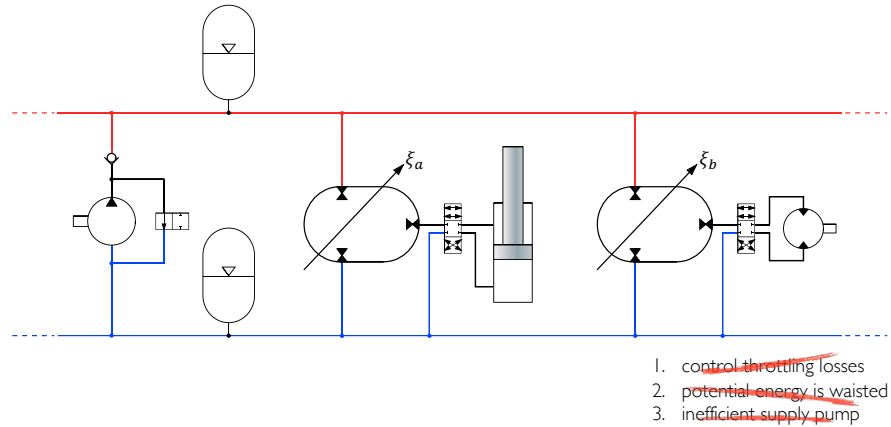 ξa
ξb
1. control throttling losses
2. potential energy is waisted
3. inefficient supply pump